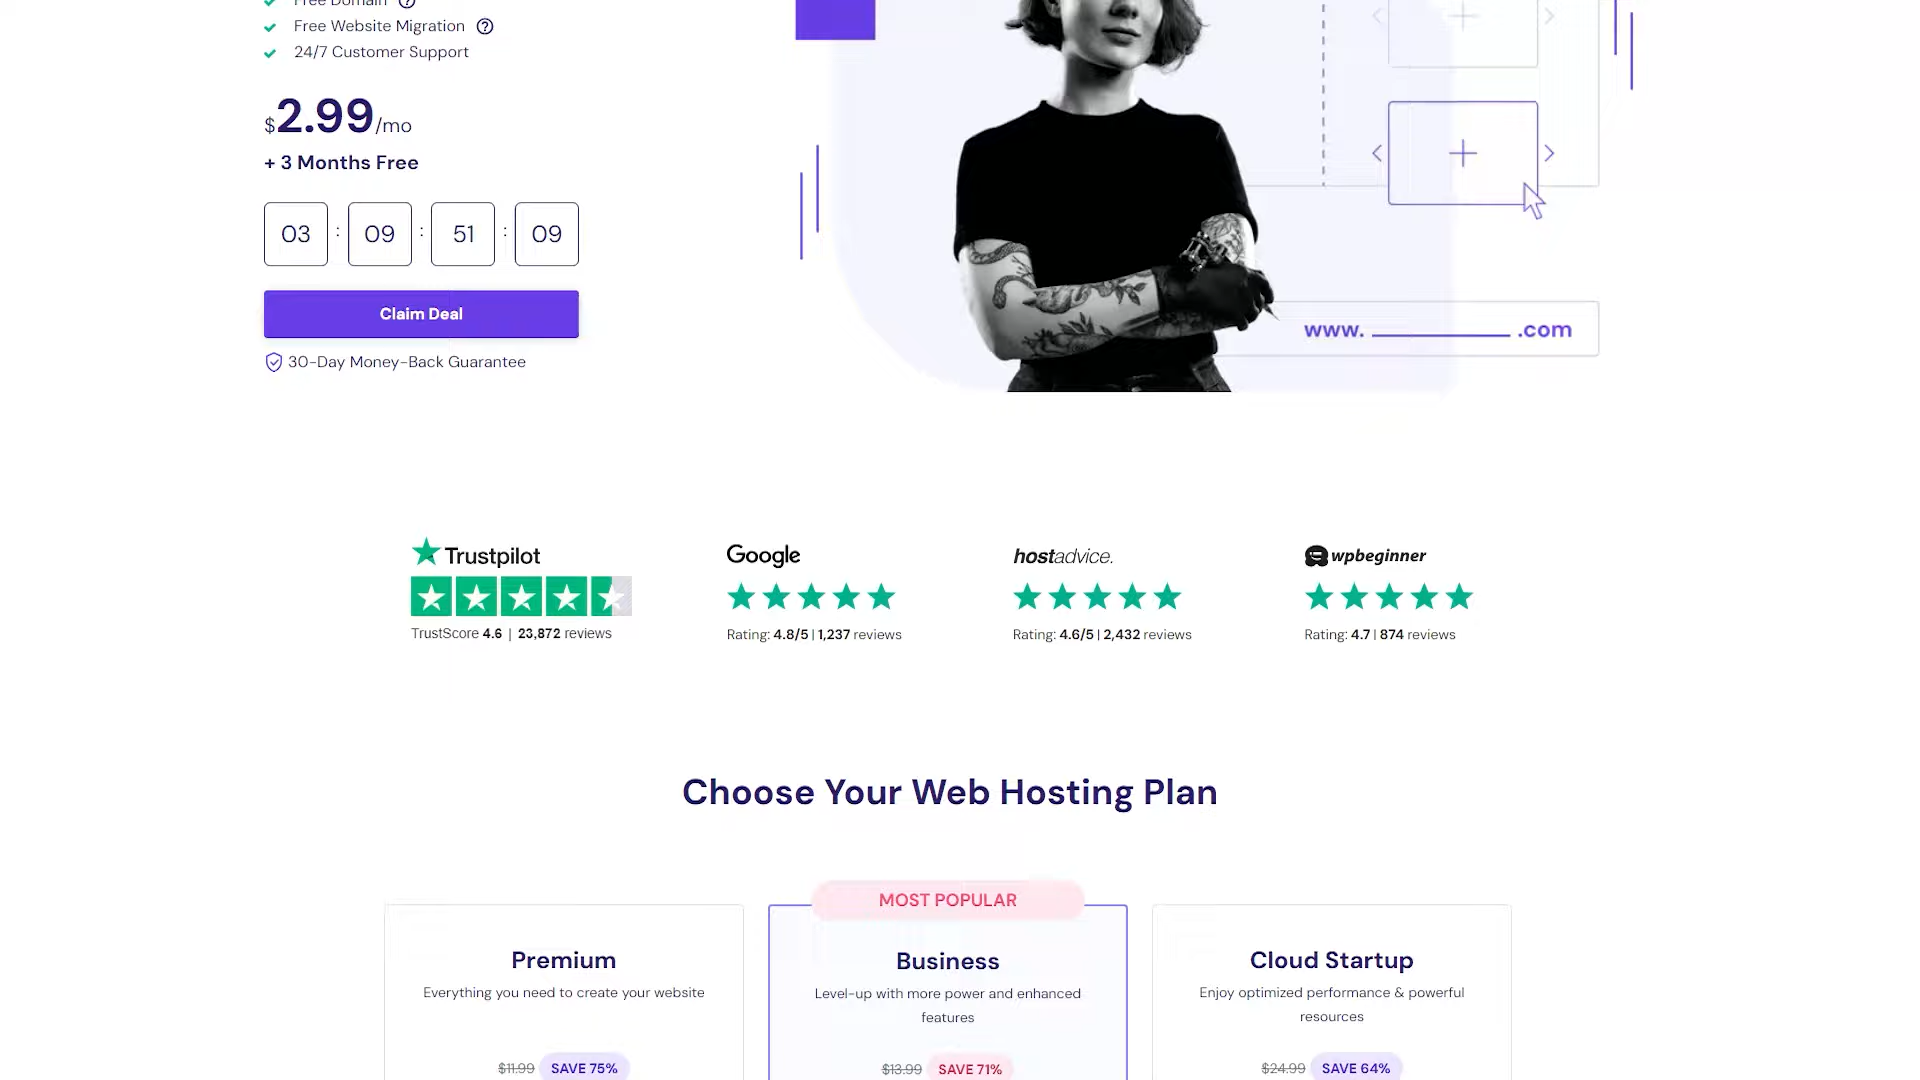 Free Domain
Free Website Migration
24/7 Customer Support
$2.99/mo
+ 3 Months Free
03 : 09 : 51 : 09
Claim Deal
30-Day Money-Back Guarantee
www. ________ .com
Trustpilot
TrustScore 4.6 | 23,872 reviews
Google
Rating: 4.8/5 | 1,237 reviews
hostadvice.
Rating: 4.6/5 | 2,432 reviews
wpbeginner
Rating: 4.7 | 874 reviews
Choose Your Web Hosting Plan
Premium
Everything you need to create your website
$11.99 SAVE 75%
MOST POPULAR
Business
Level-up with more power and enhanced
features
$13.99 SAVE 71%
Cloud Startup
Enjoy optimized performance & powerful
resources
$24.99 SAVE 64%